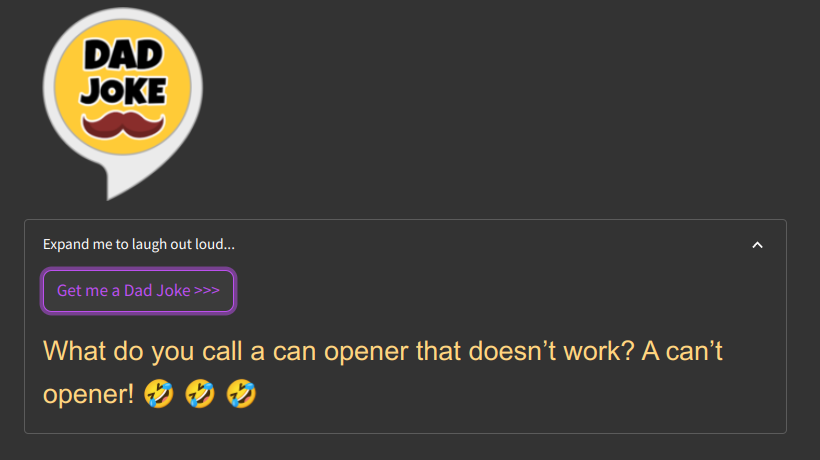 DAD
JOKE
Expand me to laugh out loud...
Get me a Dad Joke >>>
What do you call a can opener that doesn’t work? A can’t
opener! 🤣 🤣 🤣